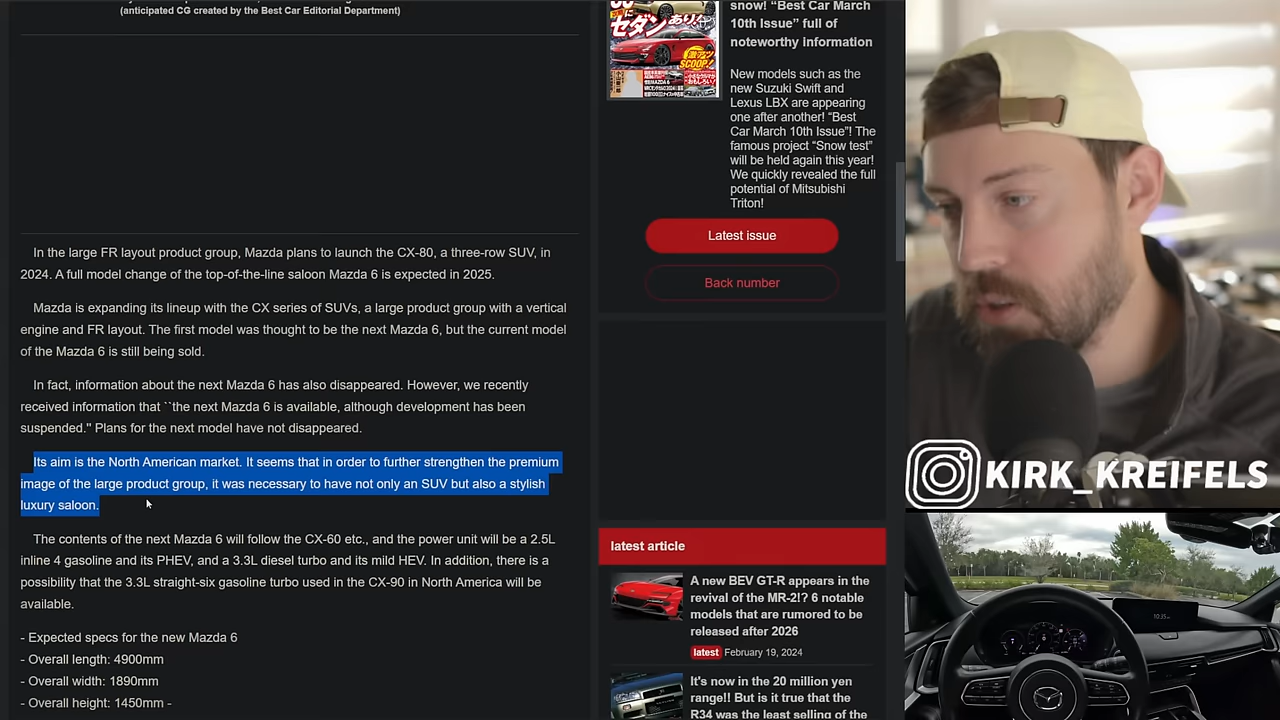 (anticipated CG created by the Best Car Editorial Department)
In the large FR layout product group, Mazda plans to launch the CX-80, a three-row SUV, in
2024. A full model change of the top-of-the-line saloon Mazda 6 is expected in 2025.
Mazda is expanding its lineup with the CX series of SUVs, a large product group with a vertical
engine and FR layout. The first model was thought to be the next Mazda 6, but the current model
of the Mazda 6 is still being sold.
In fact, information about the next Mazda 6 has also disappeared. However, we recently
received information that ``the next Mazda 6 is available, although development has been
suspended.'' Plans for the next model have not disappeared.
Its aim is the North American market. It seems that in order to further strengthen the premium
image of the large product group, it was necessary to have not only an SUV but also a stylish
luxury saloon.
The contents of the next Mazda 6 will follow the CX-60 etc., and the power unit will be a 2.5L
inline 4 gasoline and its PHEV, and a 3.3L diesel turbo and its mild HEV. In addition, there is a
possibility that the 3.3L straight-six gasoline turbo used in the CX-90 in North America will be
available.
- Expected specs for the new Mazda 6
- Overall length: 4900mm
- Overall width: 1890mm
- Overall height: 1450mm -
セダンあり!
SCOOP!
snow! “Best Car March
10th Issue” full of
noteworthy information
New models such as the
new Suzuki Swift and
Lexus LBX are appearing
one after another! “Best
Car March 10th Issue”! The
famous project “Snow test”
will be held again this year!
We quickly revealed the full
potential of Mitsubishi
Triton!
Latest issue
Back number
latest article
A new BEV GT-R appears in the
revival of the MR-2!? 6 notable
models that are rumored to be
released after 2026
latest February 19, 2024
It's now in the 20 million yen
range!! But is it true that the
R34 was the least selling of the
KIRK_KREIFELS